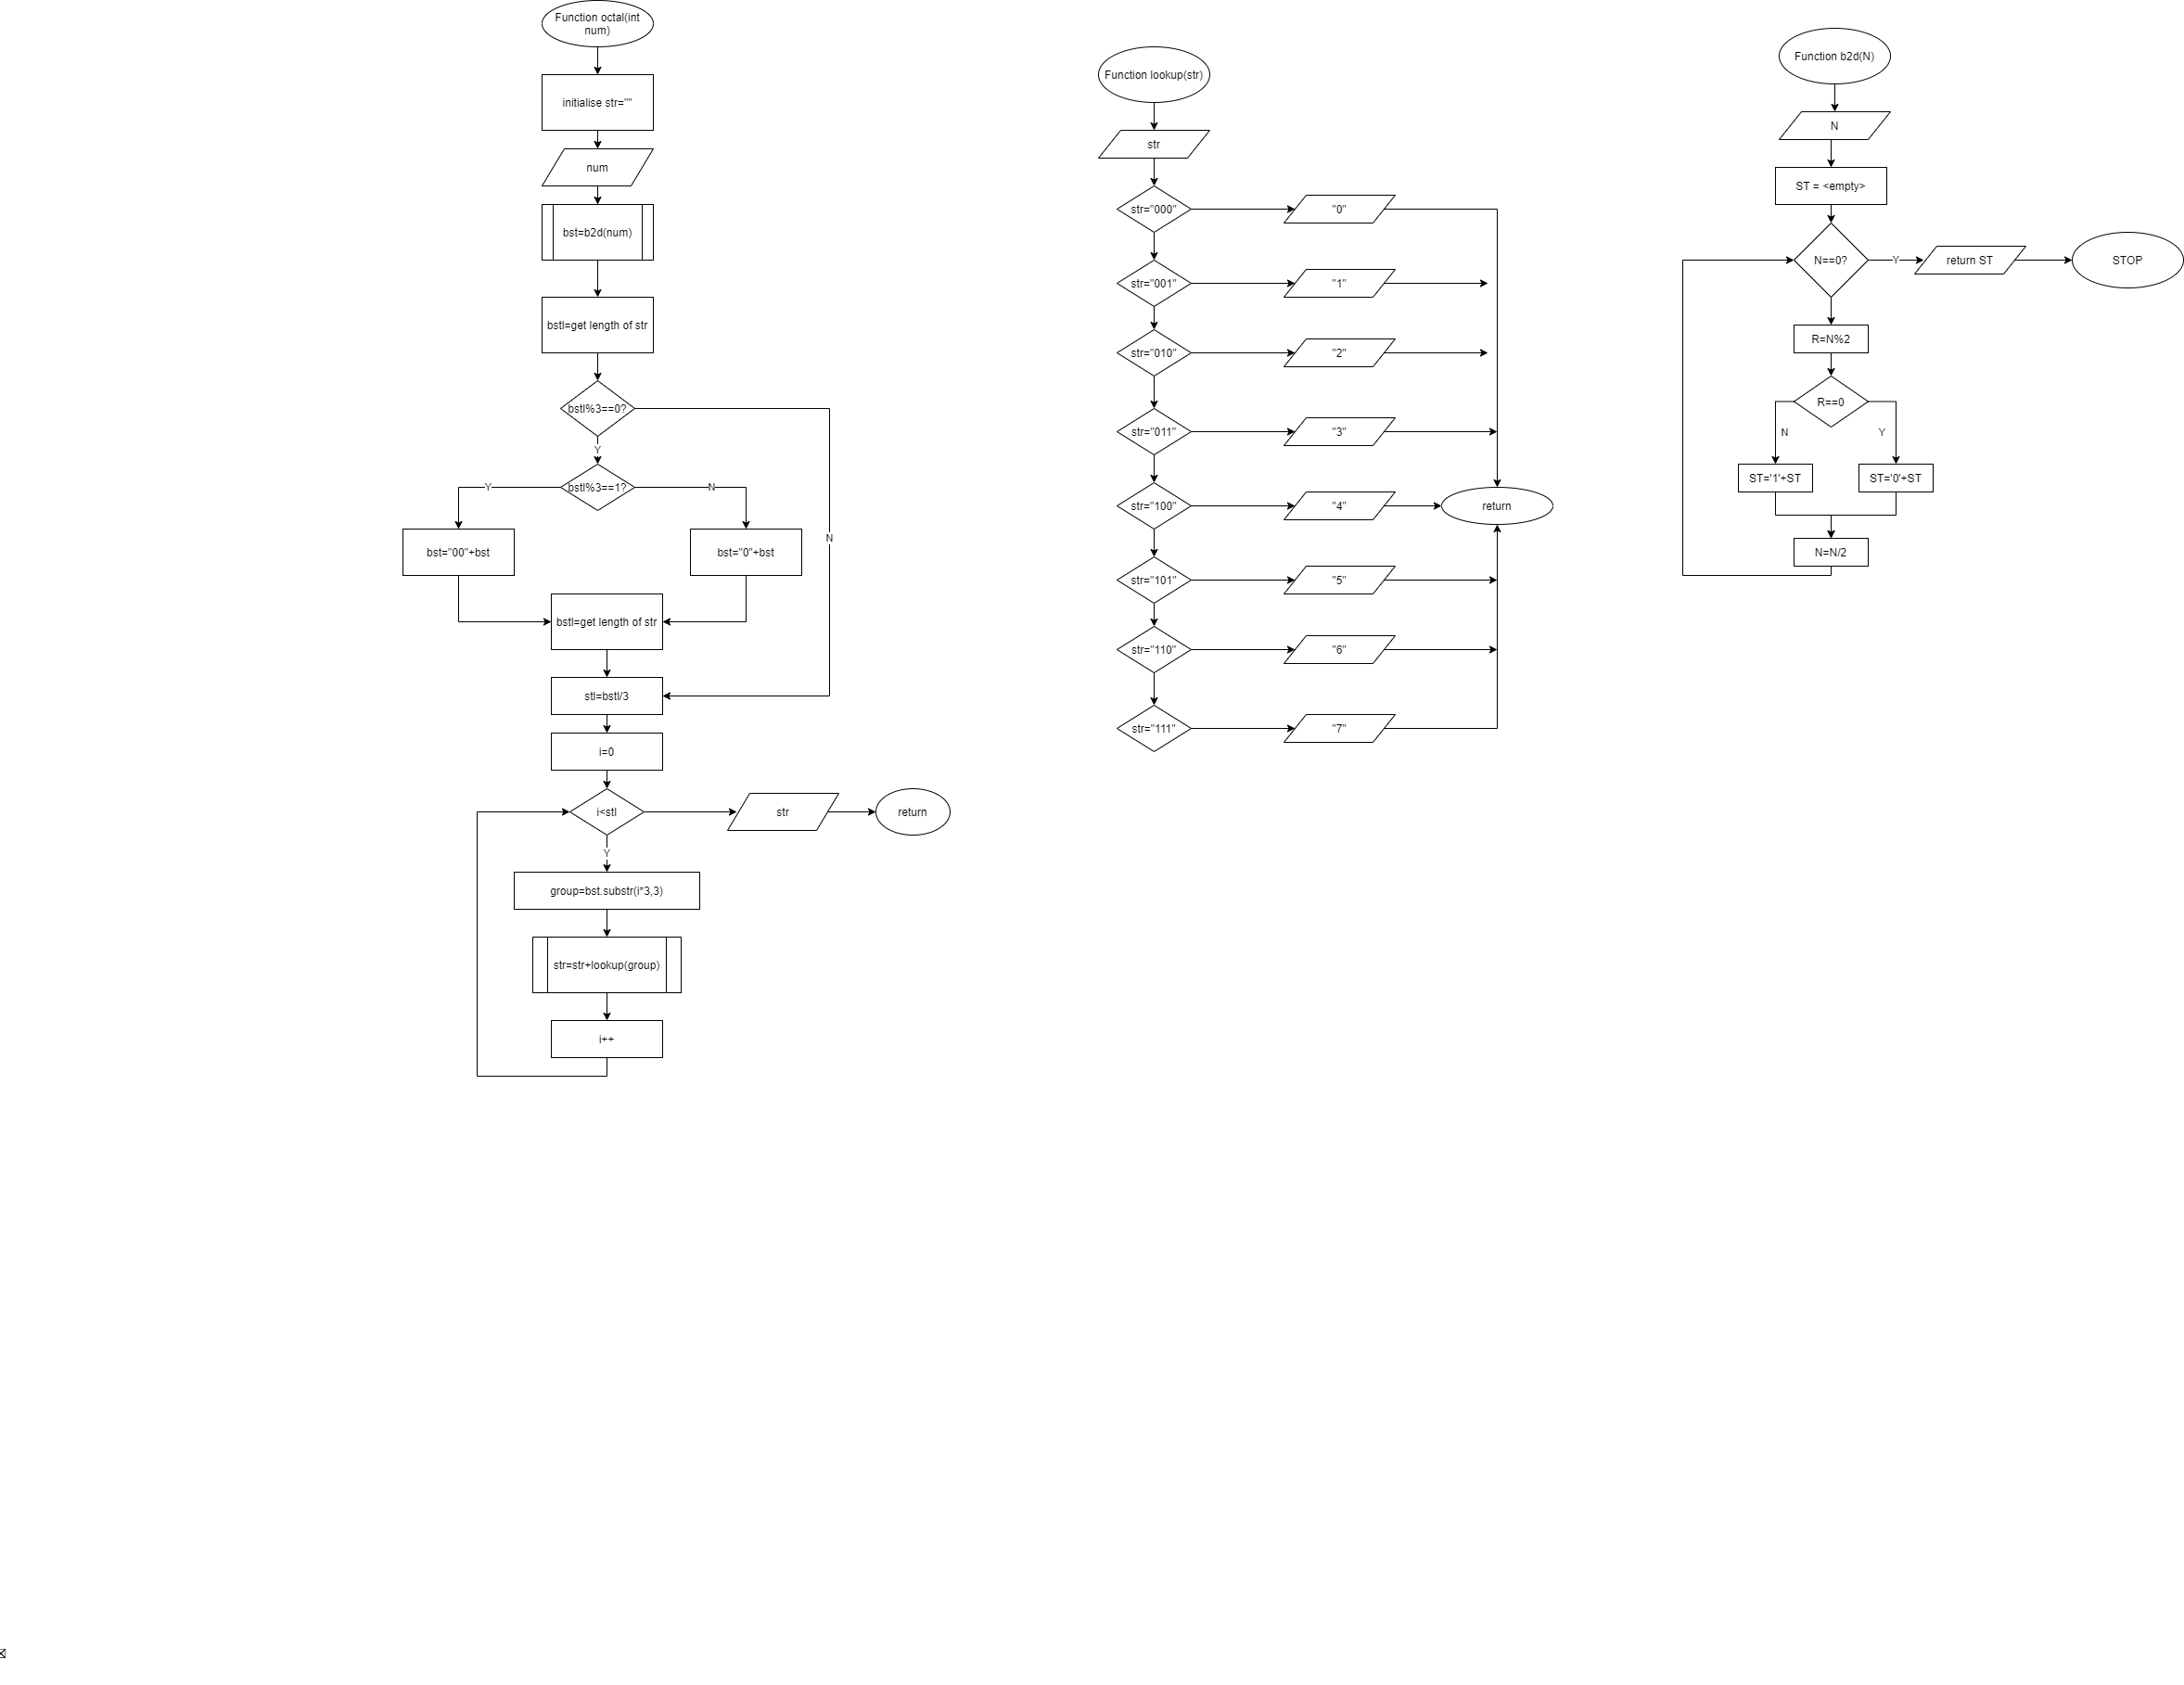 Function octal(int
num)
initialise str=""
num
bst=b2d(num)
bstl=get length of str
bstl%3==0?
Y
N
bstl%3==1?
Y
N
bst="00"+bst
bst="0"+bst
bstl=get length of str
stl=bstl/3
i=0
i<stl
str
return
Y
group=bst.substr(i*3,3)
str=str+lookup(group)
i++
Function lookup(str)
str
str="000"
"0"
str="001"
"1"
str="010"
"2"
str="011"
"3"
str="100"
"4"
return
str="101"
"5"
str="110"
"6"
str="111"
"7"
Function b2d(N)
N
ST = <empty>
N==0?
Y
return ST
STOP
R=N%2
R==0
N
Y
ST='1'+ST
ST='0'+ST
N=N/2